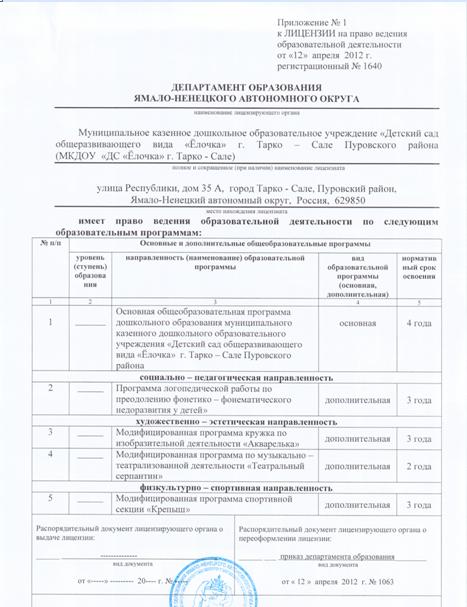 Приложение № 1
к ЛИЦЕНЗИИ на право ведения
образовательной деятельности
от «12» апреля 2012 г.
регистрационный № 1640
ДЕПАРТАМЕНТ ОБРАЗОВАНИЯ
ЯМАЛО-НЕНЕЦКОГО АВТОНОМНОГО ОКРУГА
наименование лицензирующего органа
Муниципальное казенное дошкольное образовательное учреждение «Детский сад
общеразвивающего вида «Ёлочка» г. Тарко – Сале Пуровского района
(МКДОУ «ДС «Ёлочка» г. Тарко - Сале)
полное и сокращенное (при наличии) наименование лицензиата
улица Республики, дом 35 А, город Тарко - Сале, Пуровский район,
Ямало-Ненецкий автономный округ, Россия, 629850
место нахождения лицензиата
имеет право ведения образовательной деятельности по следующим
образовательным программам:
№ п/п Основные и дополнительные общеобразовательные программы
уровень (ступень) образова ния направленность (наименование) образовательной программы вид образовательной программы (основная, дополнительная) норматив ный срок освоения
1 2 3 4 5
1 ______ Основная общеобразовательная программа основная 4 года
дошкольного образования муниципального
казенного дошкольного образовательного
учреждения «Детский сад общеразвивающего
вида «Ёлочка» г. Тарко – Сале Пуровского
района
социально – педагогическая направленность
2 ______ Программа логопедической работы по дополнительная 3 года
преодолению фонетико – фонематического
недоразвития у детей»
художественно – эстетическая направленность
3 ______ Модифицированная программа кружка по дополнительная 3 года
изобразительной деятельности «Акварелька»
4 ______ Модифицированная программа по музыкально – дополнительная 2 года
театрализованной деятельности «Театральный
серпантин»
физкультурно – спортивная направленность
5 ______ Модифицированная программа спортивной дополнительная 3 года
секции «Крепыш»
Распорядительный документ лицензирующего органа о
выдаче лицензии:
---------------
вид документа
от «-----» --------- 20---- г. №
Распорядительный документ лицензирующего органа о
переоформлении лицензии:
приказ департамента образования
вид документа
от « 12 » апреля 2012 г. № 1063